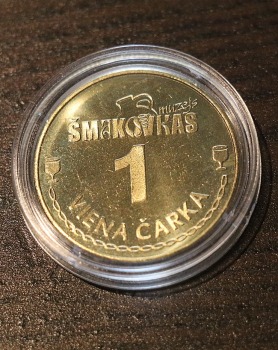 muzejs
ŠMAKOVKAS
1
VIENA ČARKA